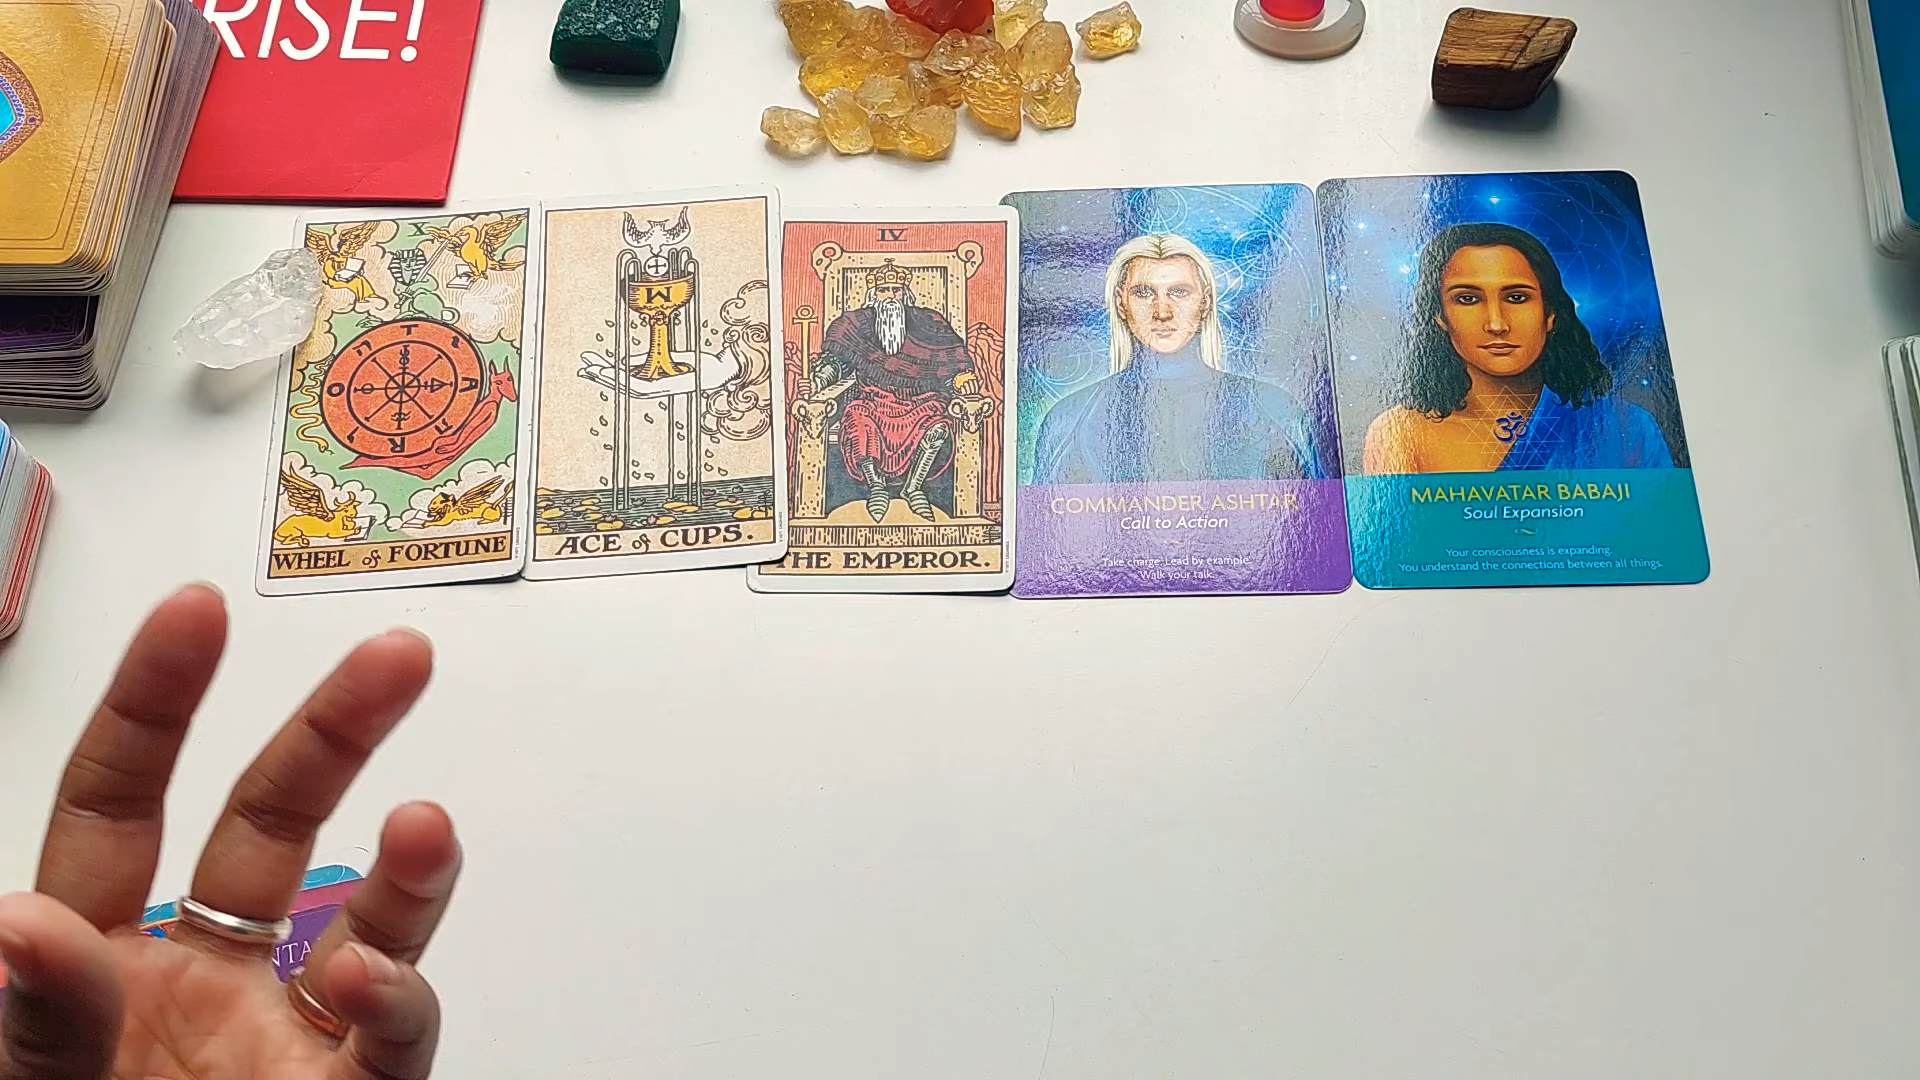 RISE!
X
WHEEL of FORTUNE
ACE of CUPS.
IV
THE EMPEROR.
COMMANDER ASHTAR
Call to Action
Take charge. Lead by example.
Walk your talk.
MAHAVATAR BABAJI
Soul Expansion
Your consciousness is expanding.
You understand the connections between all things.
NTA